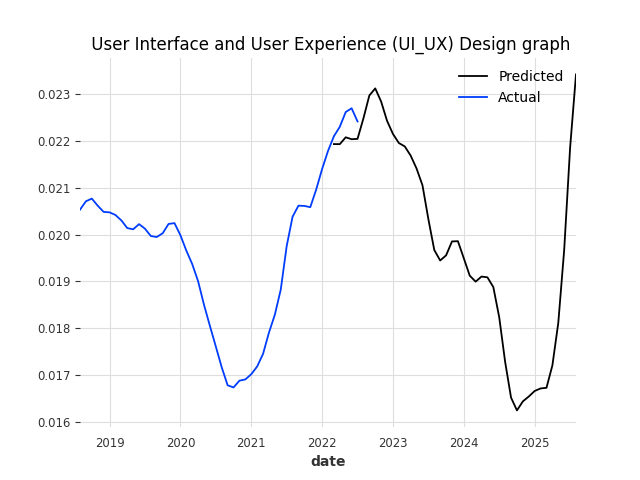 User Interface and User Experience (UI_UX) Design graph
Predicted
Actual
0.023
0.022
0.021
0.020
0.019
0.018
0.017
0.016
2019 2020 2021 2022 2023 2024 2025
date